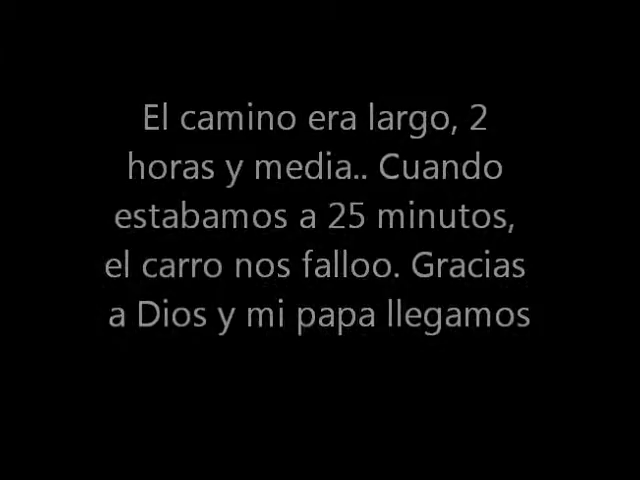 El camino era largo, 2
horas y media.. Cuando
estabamos a 25 minutos,
el carro nos falloo. Gracias
a Dios y mi papa llegamos